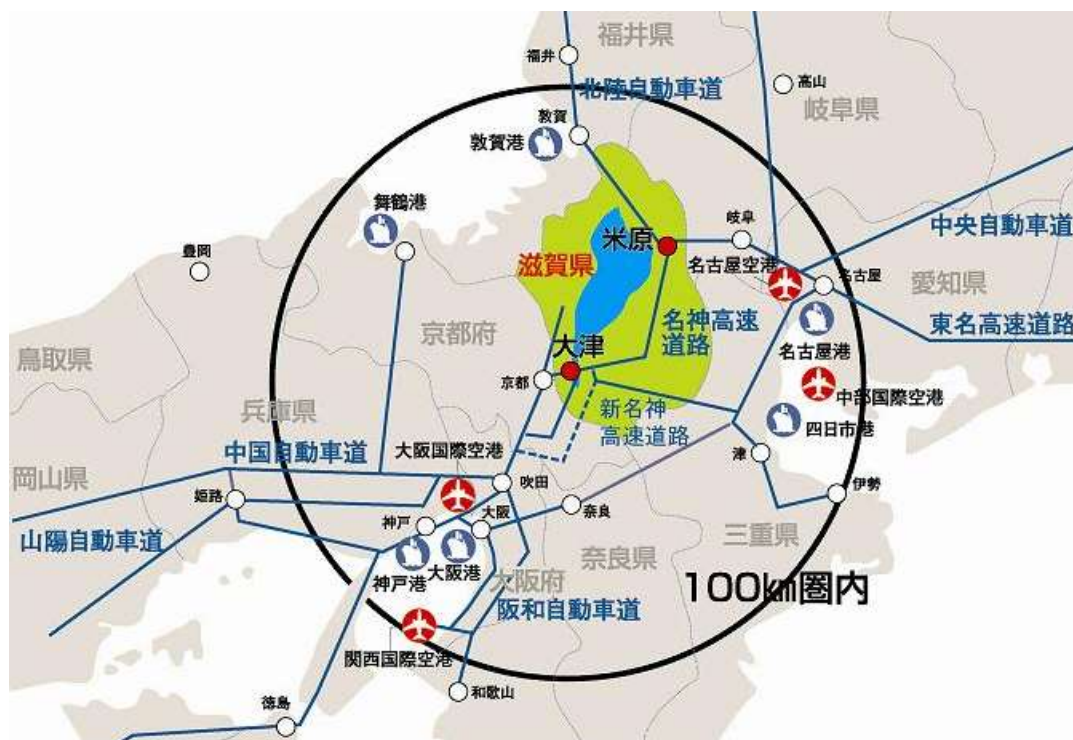 福井県
福井
高山
北陸自動車道
岐阜県
敦賀
敦賀港
舞鶴港
岐阜
米原
中央自動車道
豊岡
滋賀県
名古屋空港
名古屋
愛知県
京都府
名神高速
道路
東名高速道路
名古屋港
鳥取県
大津
京都
中部国際空港
兵庫県
新名神
高速道路
四日市港
中国自動車道
大阪国際空港
津
岡山県
吹田
伊勢
姫路
奈良
神戸
大阪
三重県
山陽自動車道
奈良県
神戸港
大阪港
大阪府
100㎞圏内
阪和自動車道
関西国際空港
和歌山
徳島